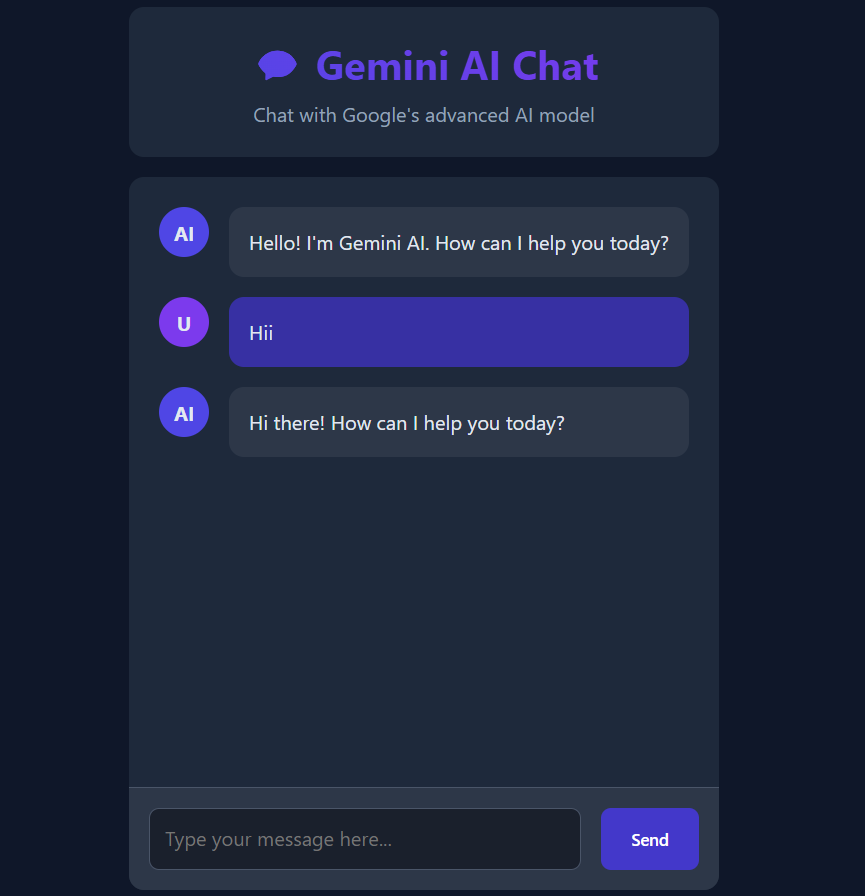 Gemini AI Chat
Chat with Google's advanced AI model
AI
Hello! I'm Gemini AI. How can I help you today?
U
Hii
AI
Hi there! How can I help you today?
Type your message here...
Send